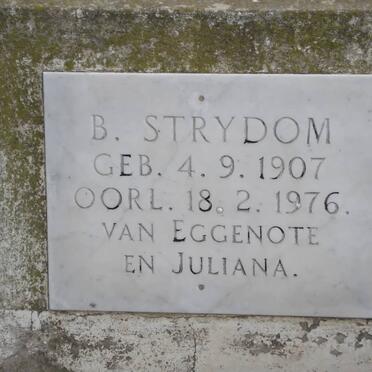 B. STRYDOM
GEB. 4. 9. 1907
OORL. 18. 2. 1976.
VAN EGGENOTE
EN JULIANA.